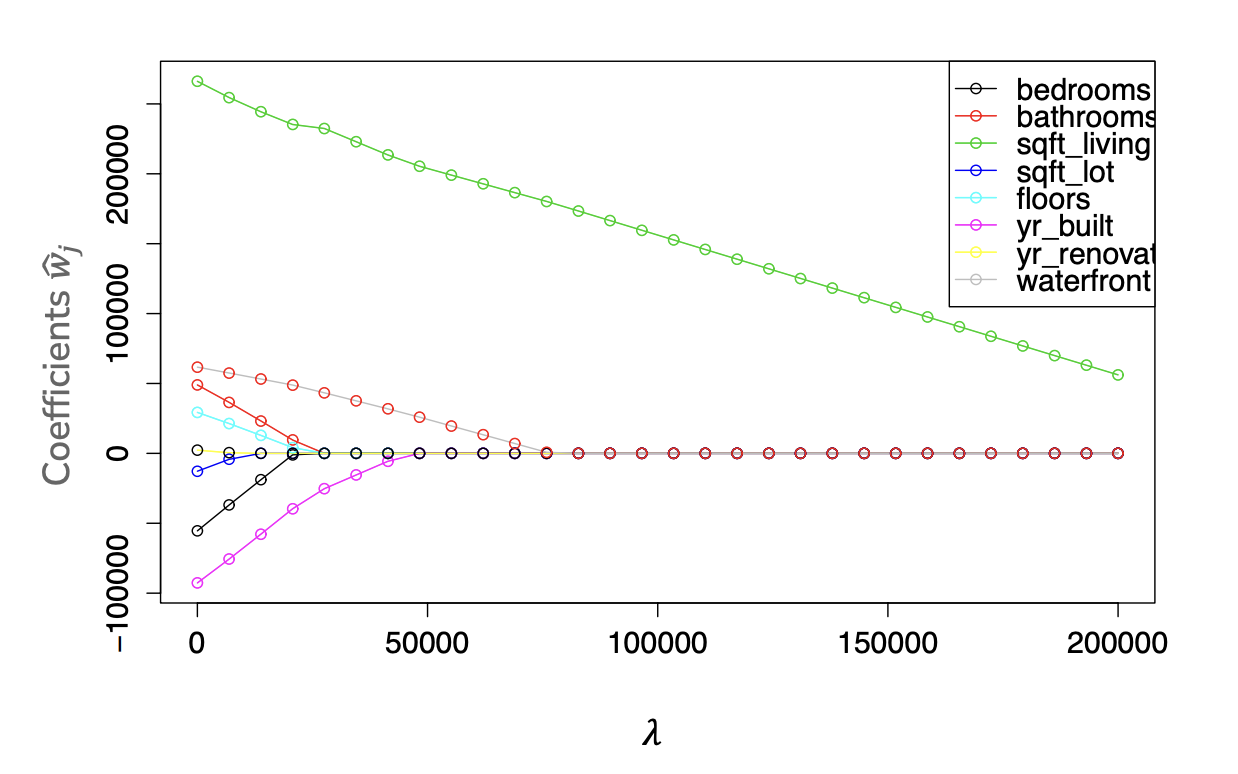 bedrooms
bathrooms
sqft_living
sqft_lot
floors
yr_built
yr_renovat
waterfront
Coefficients ŵj
200000
100000
0
−100000
0
50000
100000
150000
200000
λ